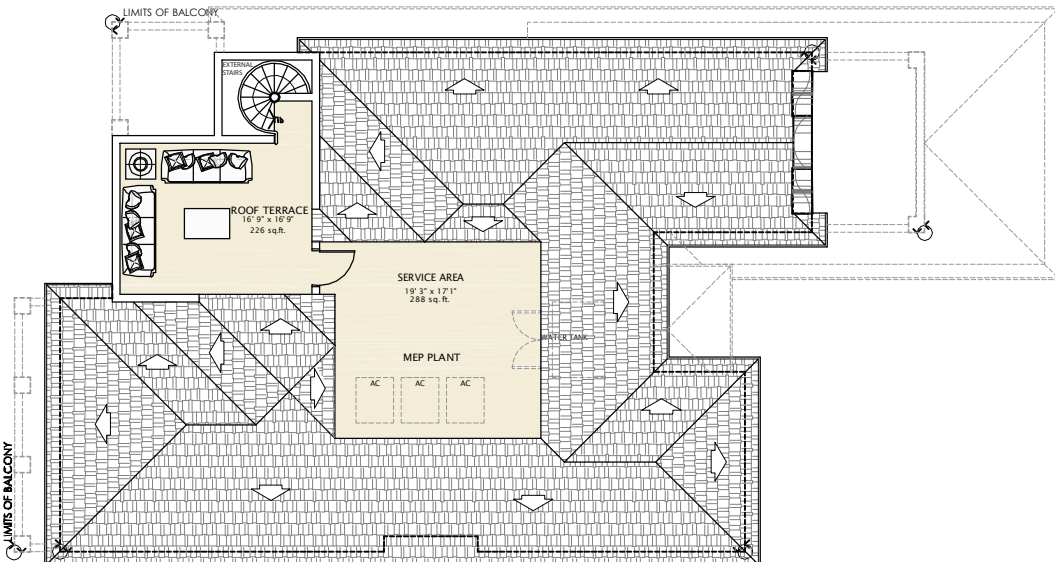 LIMITS OF BALCONY
EXTERNAL
STAIRS
ROOF TERRACE
16' 9" x 16' 9"
226 sq.ft.
SERVICE AREA
19' 3" x 17'1"
288 sq.ft.
WATER TANK
MEP PLANT
AC AC AC
LIMITS OF BALCONY